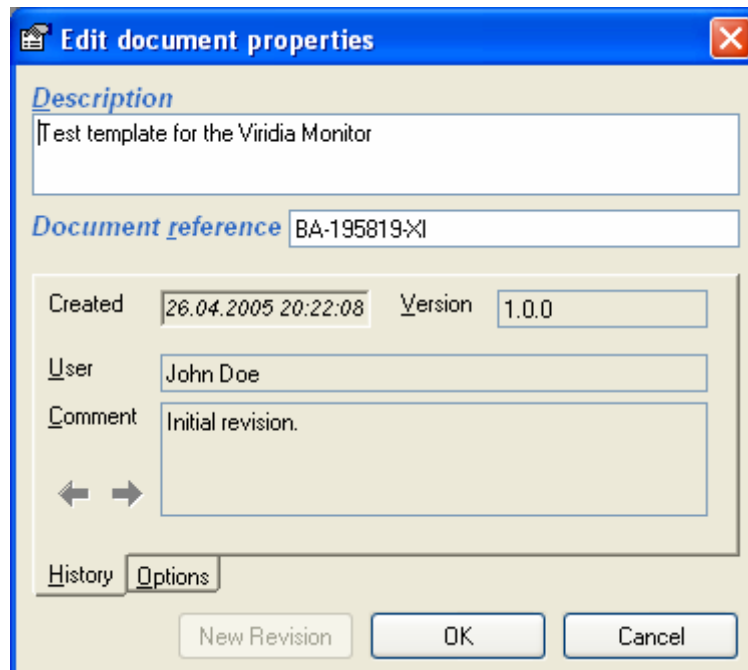 Edit document properties
Description
Test template for the Viridia Monitor
Document reference BA-195819-XI
Created 26.04.2005 20:22:08 Version 1.0.0
User John Doe
Comment Initial revision.
History Options
New Revision OK Cancel